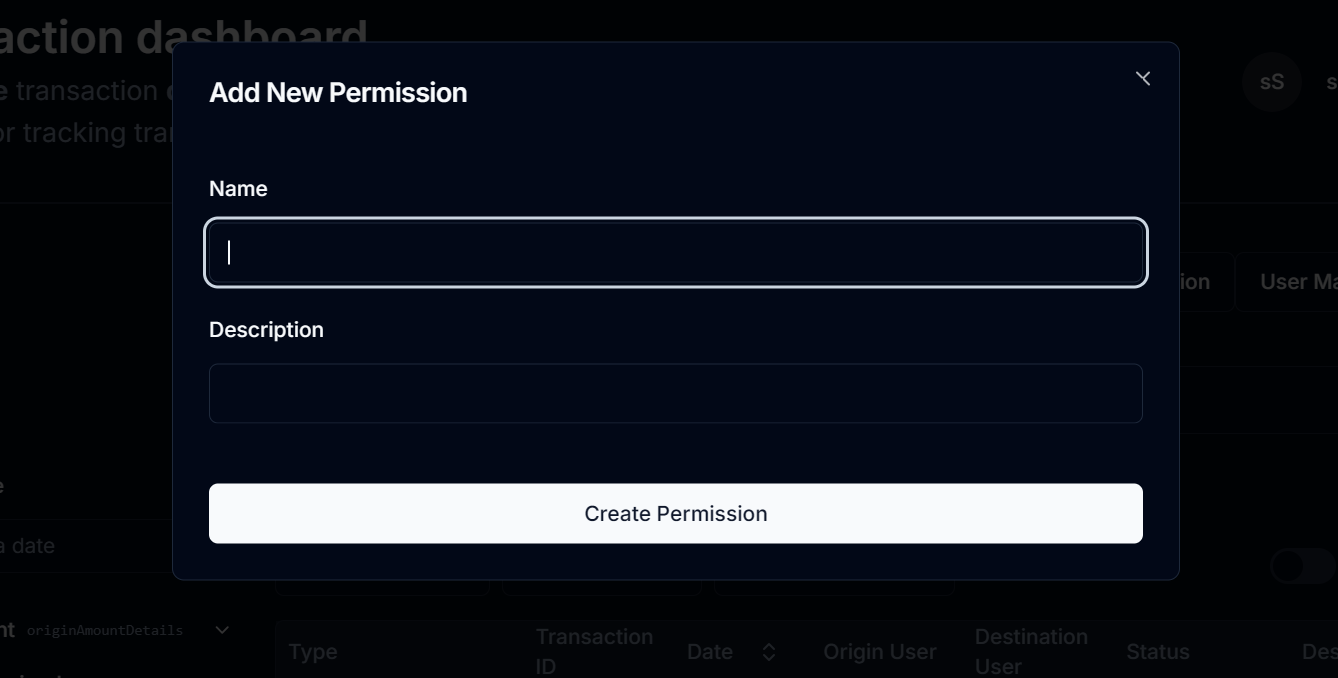 action dashboard
e transaction
sS
s
or tracking tra
Add New Permission
Name
ion
User Ma
Description
e
a date
Create Permission
nt originAmountDetails
Type
Transaction
ID
Date
Origin User
Destination
User
Status
Des